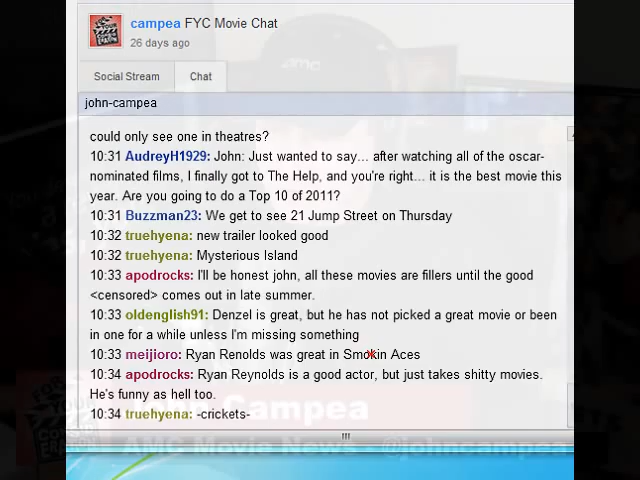 campea FYC Movie Chat
26 days ago
Social Stream Chat
john-campea
could only see one in theatres?
10:31 AudreyH1929: John: Just wanted to say... after watching all of the oscar-
nominated films, I finally got to The Help, and you're right... it is the best movie this
year. Are you going to do a Top 10 of 2011?
10:31 Buzzman23: We get to see 21 Jump Street on Thursday
10:32 truehyena: new trailer looked good
10:32 truehyena: Mysterious Island
10:33 apodrocks: I'll be honest john, all these movies are fillers until the good
<censored> comes out in late summer.
10:33 oldenglish91: Denzel is great, but he has not picked a great movie or been
in one for a while unless I'm missing something
10:33 meijioro: Ryan Renolds was great in Smokin Aces
10:34 apodrocks: Ryan Reynolds is a good actor, but just takes shitty movies.
He's funny as hell too.
10:34 truehyena: -crickets-
John Campea
AMC Movie News @johncampea
AMC